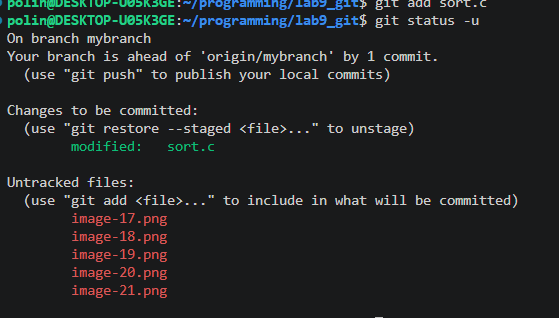 polin@DESKTOP-U05K3GE:~/programming/lab9_git$ git add sort.c
polin@DESKTOP-U05K3GE:~/programming/lab9_git$ git status -u
On branch mybranch
Your branch is ahead of 'origin/mybranch' by 1 commit.
  (use "git push" to publish your local commits)

Changes to be committed:
  (use "git restore --staged <file>..." to unstage)
        modified:   sort.c

Untracked files:
  (use "git add <file>..." to include in what will be committed)
        image-17.png
        image-18.png
        image-19.png
        image-20.png
        image-21.png